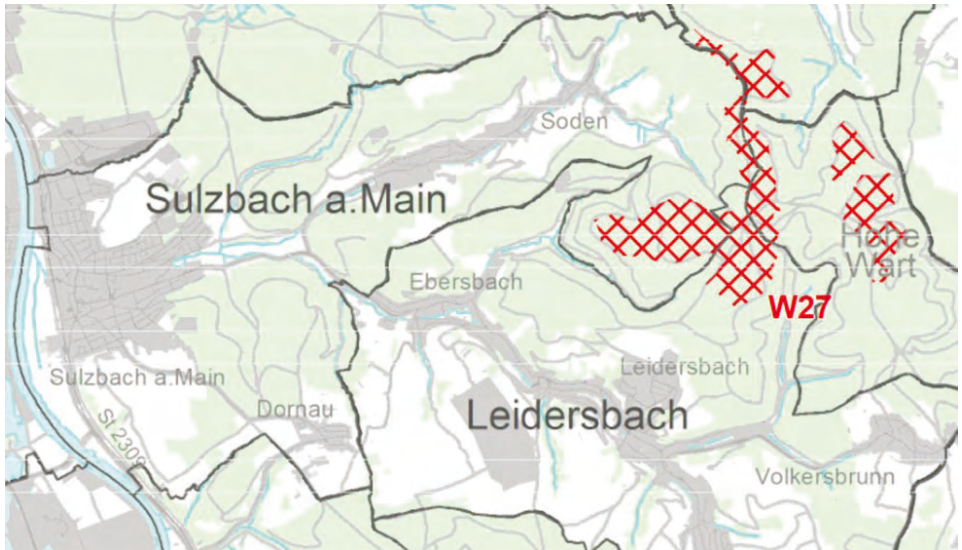 Soden
Sulzbach a.Main
Hohe
Wart
Ebersbach
W27
Leidersbach
Sulzbach a.Main
Dornau
Leidersbach
St 2309
Volkersbrunn